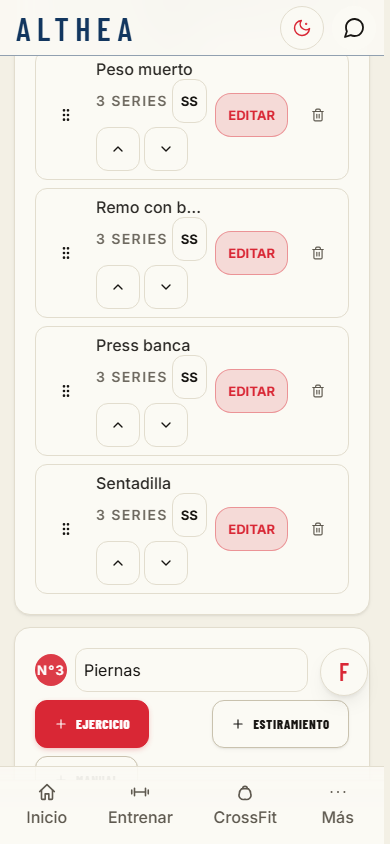 ALTHEA
Peso muerto
3 SERIES SS
EDITAR
Remo con b...
3 SERIES SS
EDITAR
Press banca
3 SERIES SS
EDITAR
Sentadilla
3 SERIES SS
EDITAR
N°3 Piernas
F
+ EJERCICIO
+ ESTIRAMIENTO
Inicio Entrenar CrossFit Más